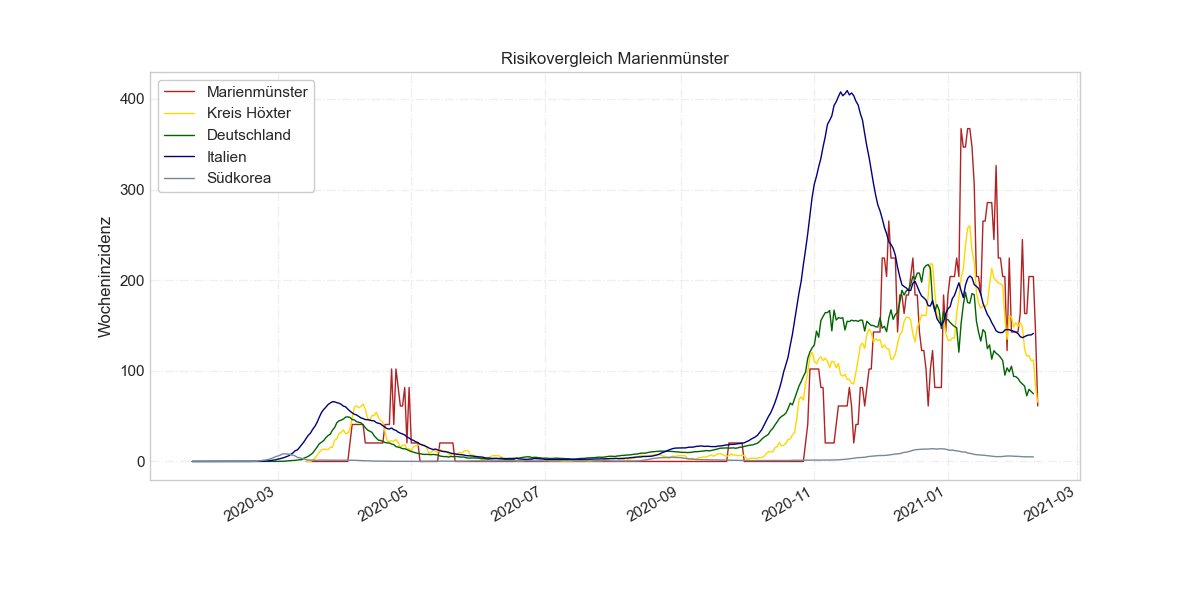 Risikovergleich Marienmünster
Marienmünster
Kreis Höxter
Deutschland
Italien
Südkorea
Wocheninzidenz
400
300
200
100
0
2020-03
2020-05
2020-07
2020-09
2020-11
2021-01
2021-03